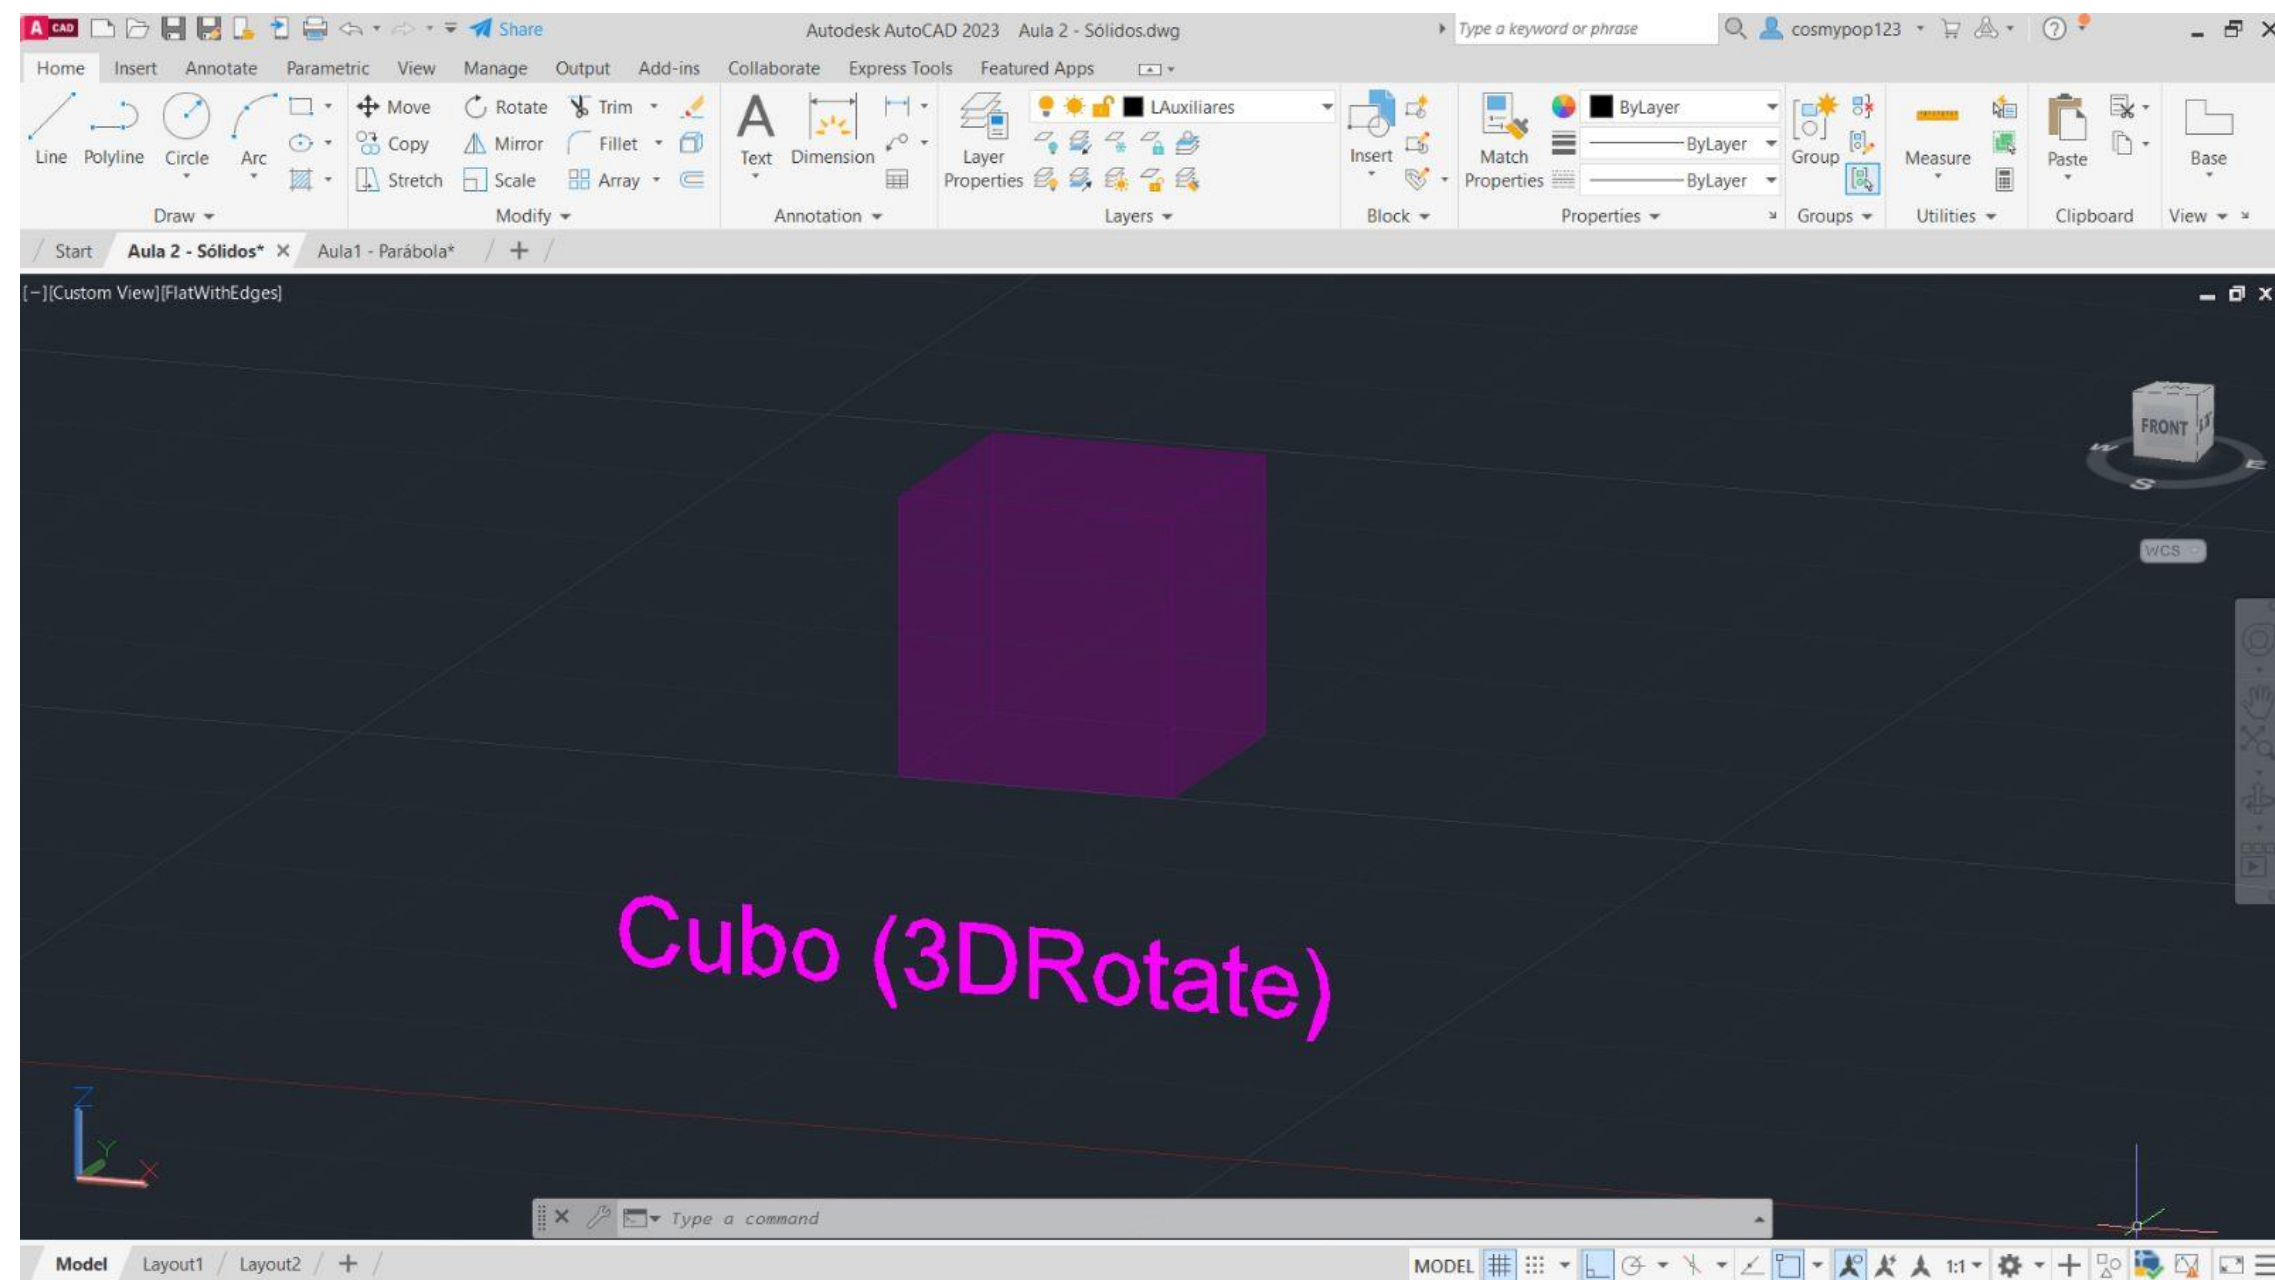 A CAD Share Autodesk AutoCAD 2023 Aula 2 - Sólidos.dwg Type a keyword or phrase cosmypop123
Home Insert Annotate Parametric View Manage Output Add-ins Collaborate Express Tools Featured Apps
Move Rotate Trim LAuxiliares ByLayer
Copy Mirror Fillet ByLayer
Line Polyline Circle Arc Text Dimension Layer Properties Insert Match Properties Group Measure Paste Base
Stretch Scale Array ByLayer
Draw Modify Annotation Layers Block Properties Groups Utilities Clipboard View
Start Aula 2 - Sólidos* Aula1 - Parábola*
[−][Custom View][FlatWithEdges]
FRONT
W
E
S
WCS
Cubo (3DRotate)
Z
Y
X
Type a command
Model Layout1 Layout2 MODEL 1:1